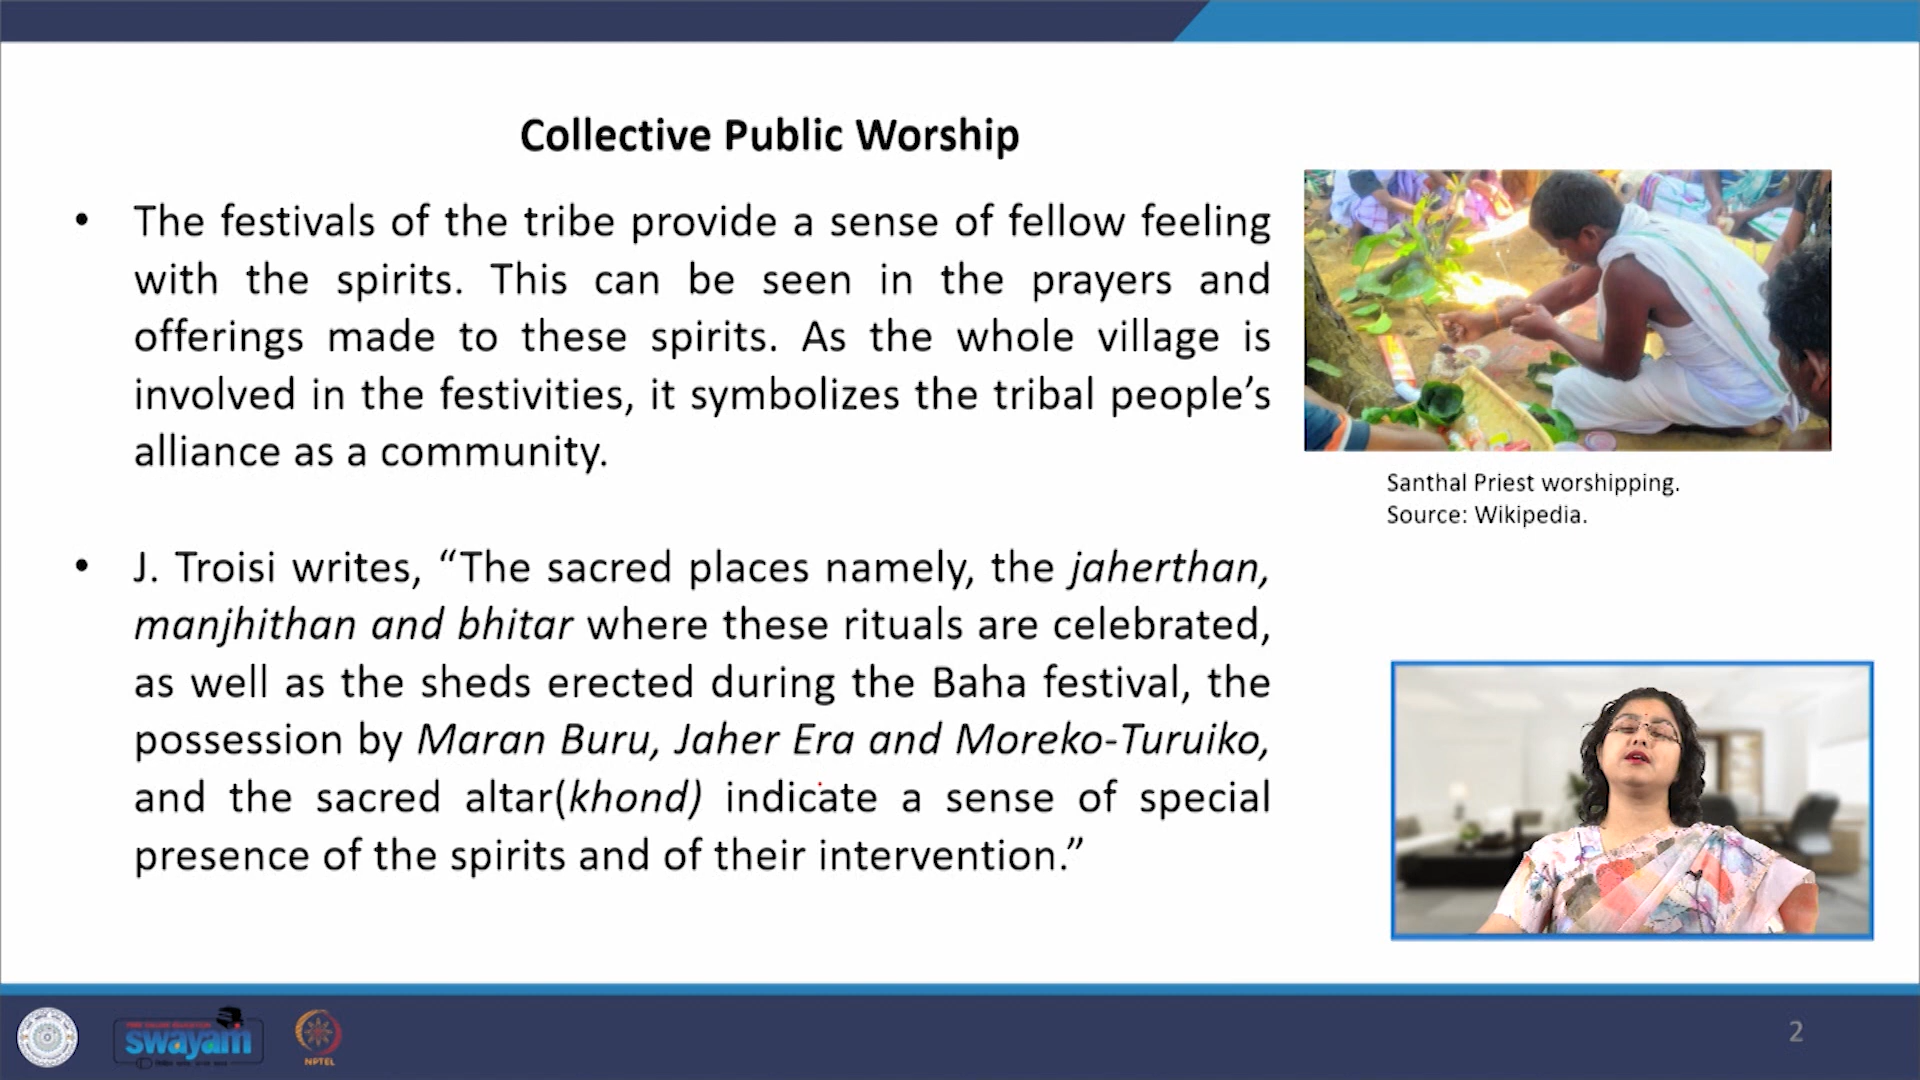 Collective Public Worship
• The festivals of the tribe provide a sense of fellow feeling
with the spirits. This can be seen in the prayers and
offerings made to these spirits. As the whole village is
involved in the festivities, it symbolizes the tribal people’s
alliance as a community.
• J. Troisi writes, “The sacred places namely, the jaherthan,
manjhithan and bhitar where these rituals are celebrated,
as well as the sheds erected during the Baha festival, the
possession by Maran Buru, Jaher Era and Moreko-Turuiko,
and the sacred altar(khond) indicate a sense of special
presence of the spirits and of their intervention.”
Santhal Priest worshipping.
Source: Wikipedia.
swayam
NPTEL
2